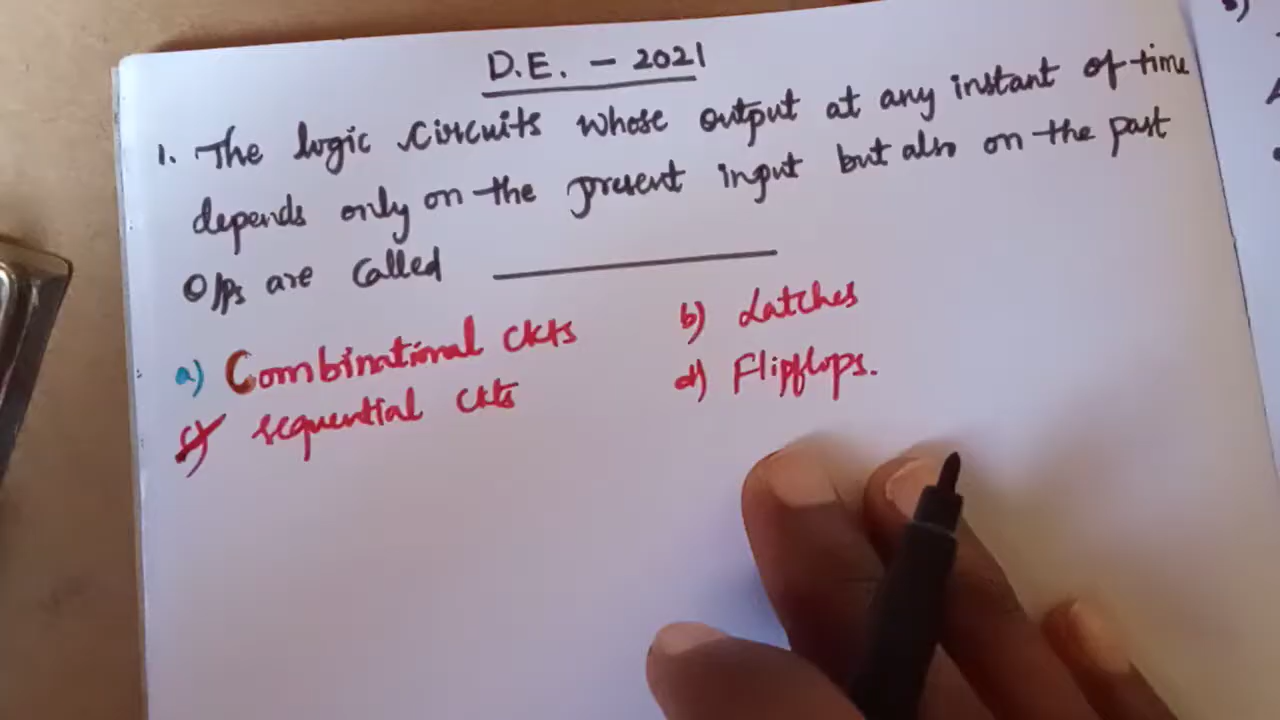 D.E. - 2021
1. The logic circuits whose output at any instant of time
depends only on the present input but also on the past
O/ps are called ____________
a) Combinational ckts b) Latches
c) sequential ckts d) Flipflops.